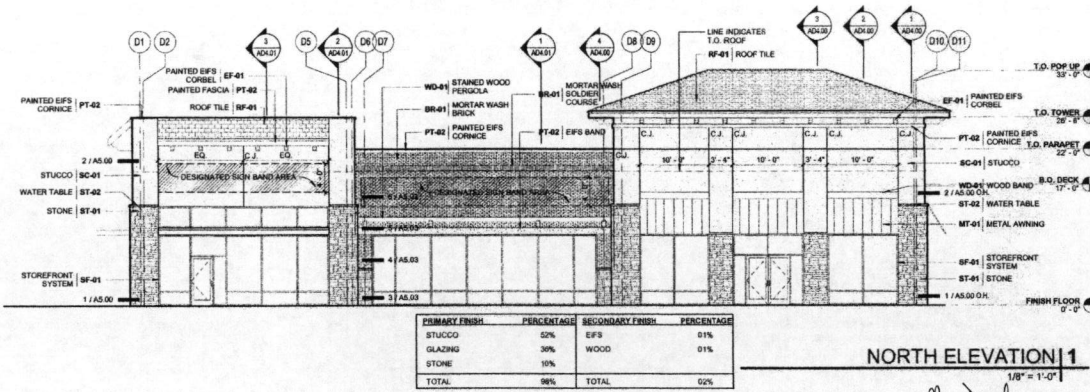 D1
D2
3
AD4.01
D5
2
AD4.01
D6
D7
1
AD4.01
4
AD4.00
D8
D9
LINE INDICATES
T.O. ROOF
RF-01 | ROOF TILE
3
AD4.00
2
AD4.00
1
AD4.00
D10
D11
T.O. POP UP
33' - 0"
PAINTED EIFS
CORBEL | EF-01
PAINTED FASCIA | PT-02
ROOF TILE | RF-01
PAINTED EIFS
CORNICE | PT-02
WD-01 | STAINED WOOD
PERGOLA
BR-01 | MORTAR WASH
BRICK
PT-02 | PAINTED EIFS
CORNICE
BR-01 | MORTAR WASH
SOLDIER
COURSE
PT-02 | EIFS BAND
EF-01 | PAINTED EIFS
CORBEL
T.O. TOWER
26' - 8"
PT-02 | PAINTED EIFS
CORNICE
T.O. PARAPET
22' - 0"
C.J.
C.J.
C.J.
C.J.
C.J.
C.J.
EQ.
C.J.
EQ.
10' - 0"
3' - 4"
10' - 0"
3' - 4"
10' - 0"
2 / A5.00
STUCCO | SC-01
WATER TABLE | ST-02
STONE | ST-01
DESIGNATED SIGN BAND AREA
DESIGNATED SIGN BAND AREA
SC-01 | STUCCO
B.O. DECK
17' - 0"
WD-01 | WOOD BAND
2 / A5.00 O.H.
ST-02 | WATER TABLE
MT-01 | METAL AWNING
4 / A5.03
3 / A5.03
STOREFRONT
SYSTEM | SF-01
1 / A5.00
SF-01 | STOREFRONT
SYSTEM
ST-01 | STONE
1 / A5.00 O.H.
FINISH FLOOR
0' - 0"
PRIMARY FINISH PERCENTAGE SECONDARY FINISH PERCENTAGE
STUCCO 52% EIFS 01%
GLAZING 36% WOOD 01%
STONE 10%
TOTAL 98% TOTAL 02%
NORTH ELEVATION | 1
1/8" = 1'-0"